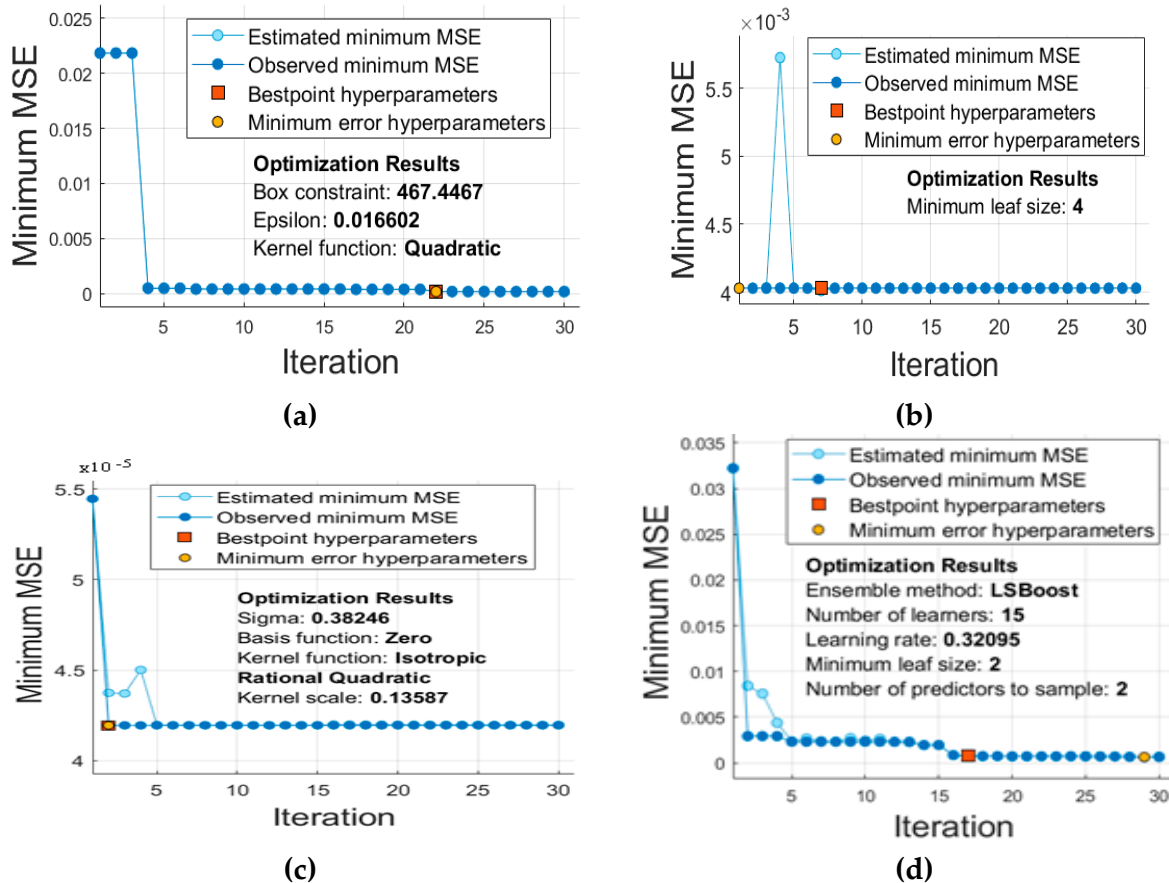 0.025
0.02
0.015
0.01
0.005
0
Minimum MSE
Estimated minimum MSE
Observed minimum MSE
Bestpoint hyperparameters
Minimum error hyperparameters
Optimization Results
Box constraint: 467.4467
Epsilon: 0.016602
Kernel function: Quadratic
5 10 15 20 25 30
Iteration
(a)
×10⁻³
5.5
5
4.5
4
Minimum MSE
Estimated minimum MSE
Observed minimum MSE
Bestpoint hyperparameters
Minimum error hyperparameters
Optimization Results
Minimum leaf size: 4
5 10 15 20 25 30
Iteration
(b)
x10 -5
5.5
5
4.5
4
Minimum MSE
Estimated minimum MSE
Observed minimum MSE
Bestpoint hyperparameters
Minimum error hyperparameters
Optimization Results
Sigma: 0.38246
Basis function: Zero
Kernel function: Isotropic
Rational Quadratic
Kernel scale: 0.13587
5 10 15 20 25 30
Iteration
(c)
0.035
0.03
0.025
0.02
0.015
0.01
0.005
0
Minimum MSE
Estimated minimum MSE
Observed minimum MSE
Bestpoint hyperparameters
Minimum error hyperparameters
Optimization Results
Ensemble method: LSBoost
Number of learners: 15
Learning rate: 0.32095
Minimum leaf size: 2
Number of predictors to sample: 2
5 10 15 20 25 30
Iteration
(d)